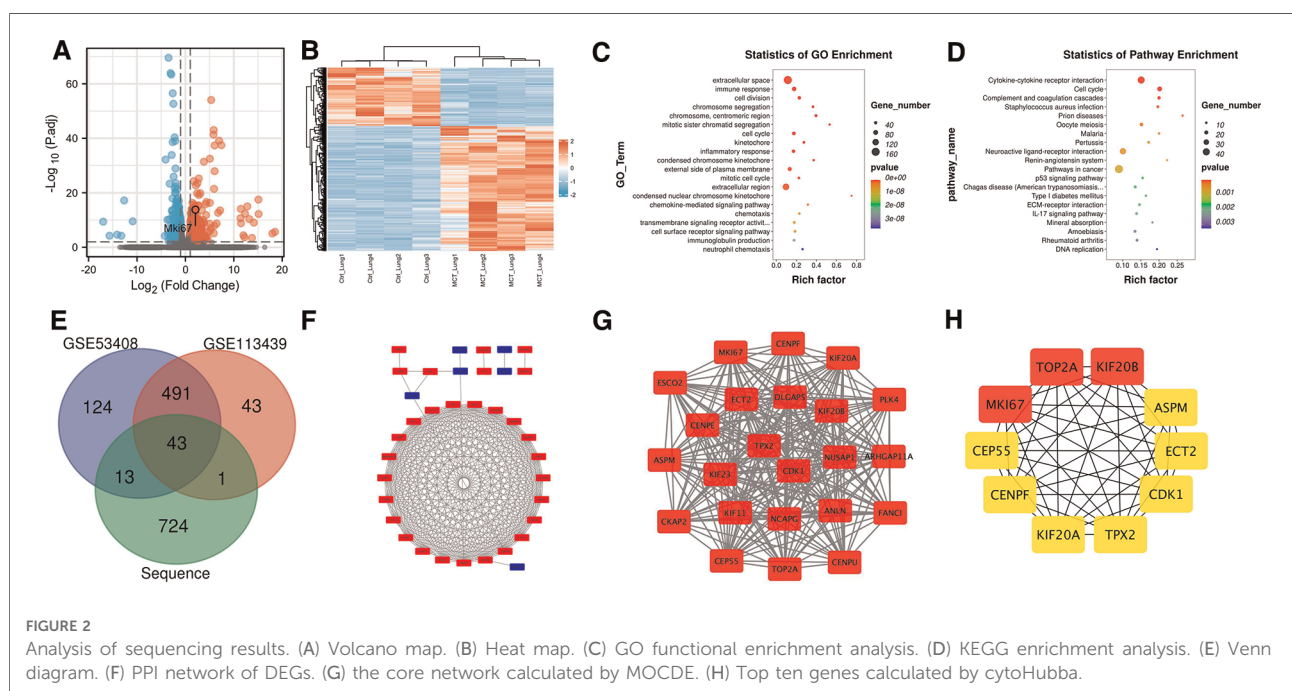 A
-Log 10 (P.adj)
60
40
20
0
-20
-10
0
10
20
Mki67
Log2 (Fold Change)
B
2
1
0
-1
-2
Ctrl_Lung1
Ctrl_Lung4
Ctrl_Lung2
Ctrl_Lung3
MCT_Lung1
MCT_Lung2
MCT_Lung3
MCT_Lung4
C
Statistics of GO Enrichment
GO_Term
extracellular space
immune response
cell division
chromosome segregation
chromosome, centromeric region
mitotic sister chromatid segregation
cell cycle
kinetochore
inflammatory response
condensed chromosome kinetochore
external side of plasma membrane
mitotic cell cycle
extracellular region
condensed nuclear chromosome kinetochore
chemokine-mediated signaling pathway
chemotaxis
transmembrane signaling receptor activit...
cell surface receptor signaling pathway
immunoglobulin production
neutrophil chemotaxis
0.0 0.2 0.4 0.6 0.8
Rich factor
Gene_number
40
80
120
160
pvalue
0e+00
1e-08
2e-08
3e-08
D
Statistics of Pathway Enrichment
pathway_name
Cytokine-cytokine receptor interaction
Cell cycle
Complement and coagulation cascades
Staphylococcus aureus infection
Prion diseases
Oocyte meiosis
Malaria
Pertussis
Neuroactive ligand-receptor interaction
Renin-angiotensin system
Pathways in cancer
p53 signaling pathway
Chagas disease (American trypanosomiasis...
Type I diabetes mellitus
ECM-receptor interaction
IL-17 signaling pathway
Mineral absorption
Amoebiasis
Rheumatoid arthritis
DNA replication
0.10 0.15 0.20 0.25
Rich factor
Gene_number
10
20
30
40
pvalue
0.001
0.002
0.003
E
GSE53408
GSE113439
124
491
43
43
13
1
724
Sequence
F
G
CENPF
MKI67
KIF20A
ESCO2
ECT2
DLGAP5
KIF20B
PLK4
CENPE
TPX2
NUSAP1
ARHGAP11A
ASPM
KIF23
CDK1
CKAP2
KIF11
NCAPG
ANLN
FANCI
CEP55
TOP2A
CENPU
H
TOP2A
KIF20B
MKI67
ASPM
CEP55
ECT2
CENPF
CDK1
KIF20A
TPX2
FIGURE 2
Analysis of sequencing results. (A) Volcano map. (B) Heat map. (C) GO functional enrichment analysis. (D) KEGG enrichment analysis. (E) Venn
diagram. (F) PPI network of DEGs. (G) the core network calculated by MOCDE. (H) Top ten genes calculated by cytoHubba.